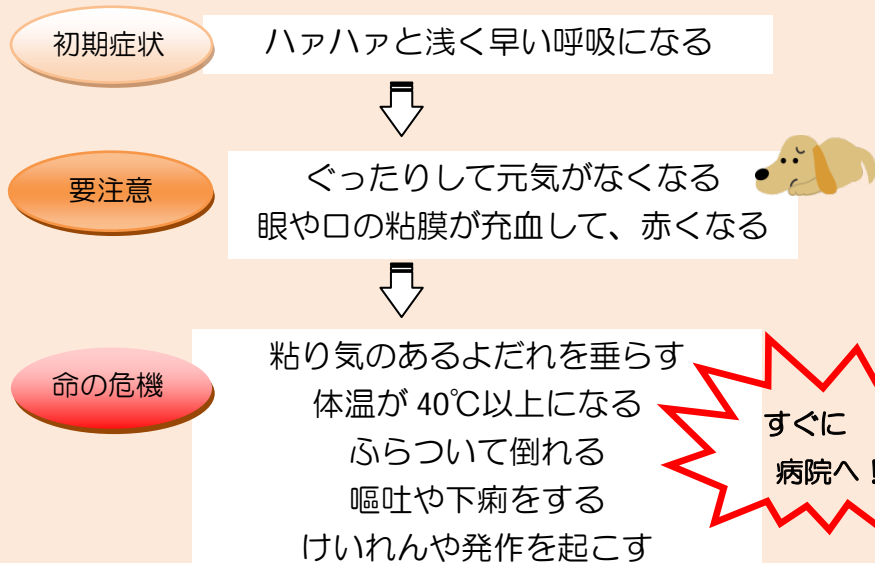 初期症状
ハァハァと浅く早い呼吸になる
要注意
ぐったりして元気がなくなる
眼や口の粘膜が充血して、赤くなる
命の危機
粘り気のあるよだれを垂らす
体温が 40℃以上になる
ふらついて倒れる
嘔吐や下痢をする
けいれんや発作を起こす
すぐに
病院へ！